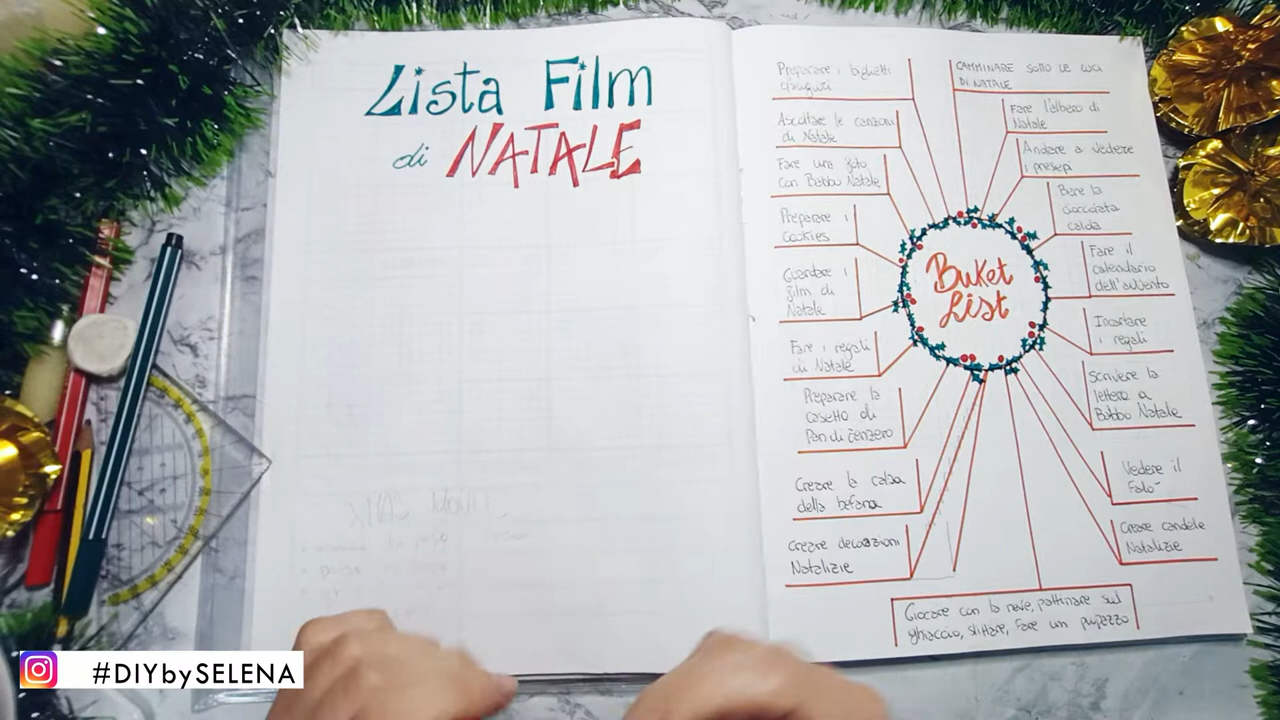 Lista Film
di NATALE
Preparare i biglietti
d'auguri
Ascoltare le canzoni
di Natale
Fare una foto
con Babbo Natale
Preparare i
cookies
Guardare i
film di
Natale
Fare i regali
di Natale
Preparare la
casetta di
Pan di zenzero
Creare la calza
della befana
Creare decorazioni
Natalizie
Buket
List
CAMMINARE SOTTO LE LUCI
DI NATALE
Fare l'albero di
Natale
Andare a vedere
i presepi
Bere la
cioccolata
calda
Fare il
calendario
dell'avvento
Incartare
i regali
Scrivere la
lettera a
Babbo Natale
Vedere il
Falò
Creare candele
Natalizie
Giocare con la neve, pattinare sul
ghiaccio, slittare, fare un pupazzo
#DIYbySELENA